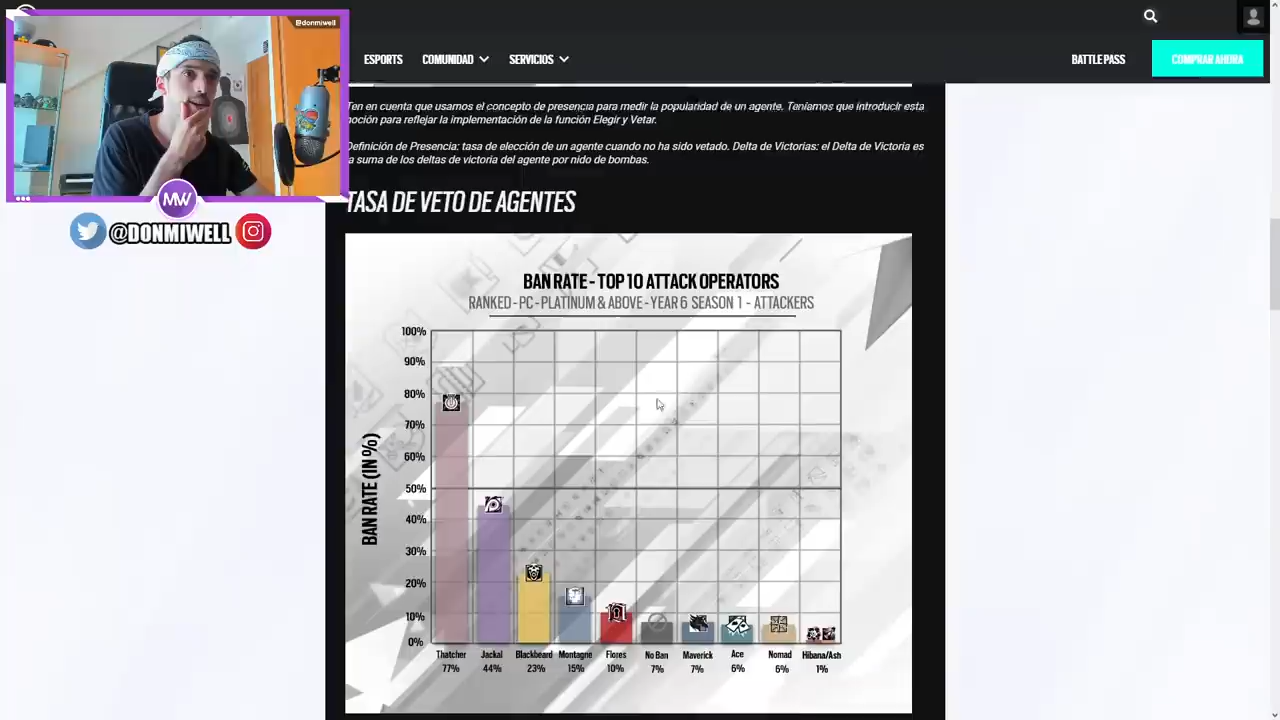 @donmiwell
ESPORTS COMUNIDAD SERVICIOS BATTLE PASS COMPRAR AHORA
Ten en cuenta que usamos el concepto de presencia para medir la popularidad de un agente. Teníamos que introducir esta
noción para reflejar la implementación de la función Elegir y Vetar.
Definición de Presencia: tasa de elección de un agente cuando no ha sido vetado. Delta de Victorias: el Delta de Victoria es
la suma de los deltas de victoria del agente por nido de bombas.
MW
@DONMIWELL
TASA DE VETO DE AGENTES
BAN RATE - TOP 10 ATTACK OPERATORS
RANKED - PC - PLATINUM & ABOVE - YEAR 6 SEASON 1 - ATTACKERS
BAN RATE (IN %)
100%
90%
80%
70%
60%
50%
40%
30%
20%
10%
0%
Thatcher Jackal Blackbeard Montagne Flores No Ban Maverick Ace Nomad Hibana/Ash
77% 44% 23% 15% 10% 7% 7% 6% 6% 1%